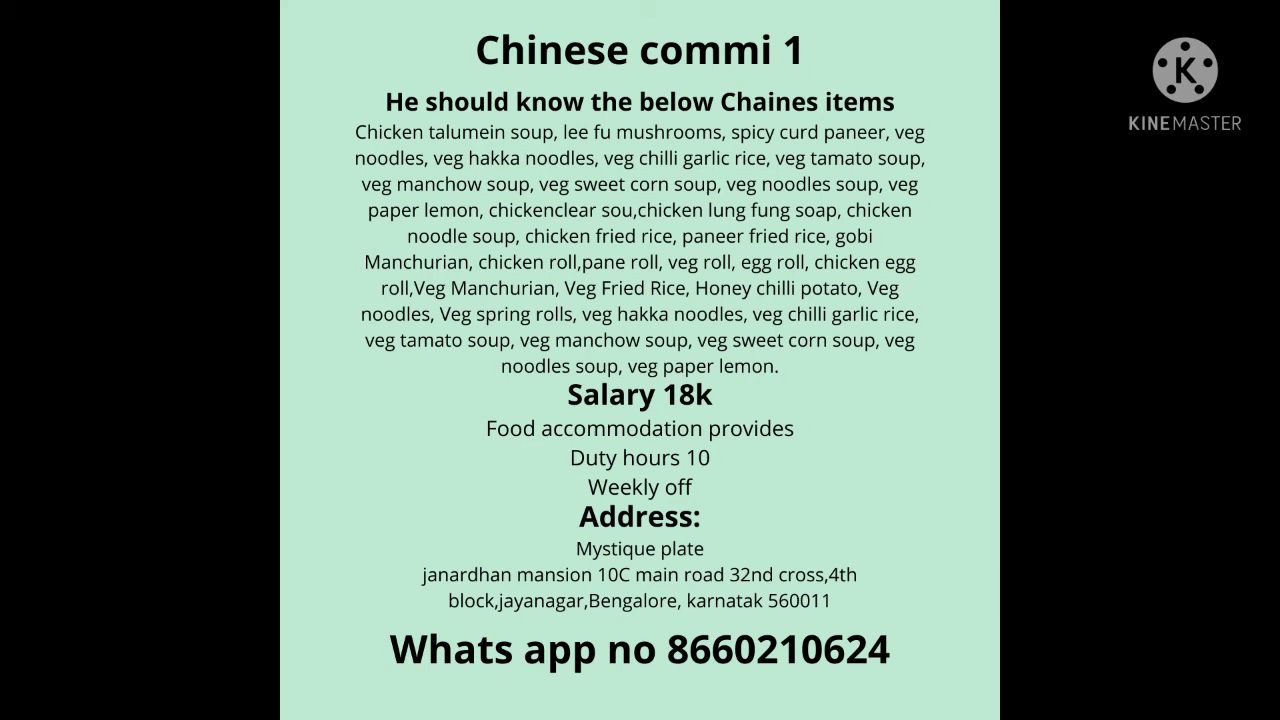 Chinese commi 1
He should know the below Chaines items
Chicken talumein soup, lee fu mushrooms, spicy curd paneer, veg
noodles, veg hakka noodles, veg chilli garlic rice, veg tamato soup,
veg manchow soup, veg sweet corn soup, veg noodles soup, veg
paper lemon, chickenclear sou,chicken lung fung soap, chicken
noodle soup, chicken fried rice, paneer fried rice, gobi
Manchurian, chicken roll,pane roll, veg roll, egg roll, chicken egg
roll,Veg Manchurian, Veg Fried Rice, Honey chilli potato, Veg
noodles, Veg spring rolls, veg hakka noodles, veg chilli garlic rice,
veg tamato soup, veg manchow soup, veg sweet corn soup, veg
noodles soup, veg paper lemon.
Salary 18k
Food accommodation provides
Duty hours 10
Weekly off
Address:
Mystique plate
janardhan mansion 10C main road 32nd cross,4th
block,jayanagar,Bengalore, karnatak 560011
Whats app no 8660210624
K
KINEMASTER